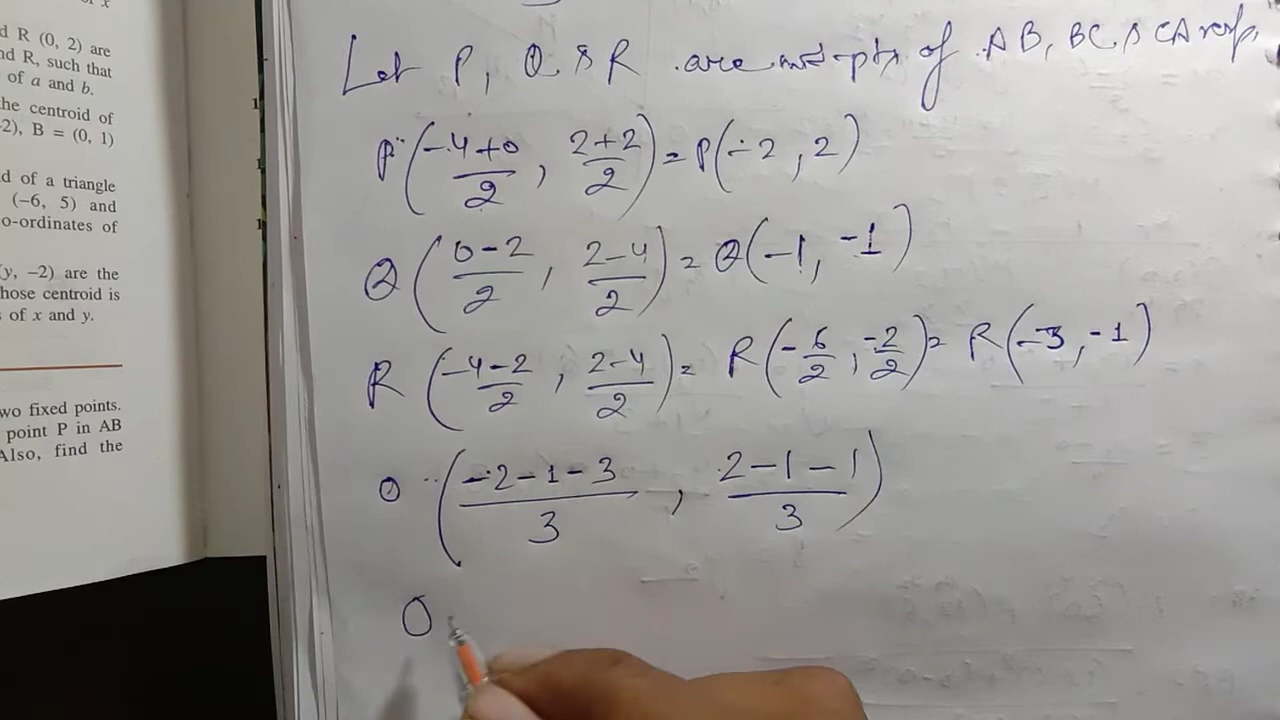 d R (0, 2) are
nd R, such that
of a and b.
he centroid of
-2), B = (0, 1)
d of a triangle
(−6, 5) and
o-ordinates of
(y, −2) are the
hose centroid is
of x and y.
wo fixed points.
point P in AB
Also, find the
Let P, Q & R are mid-pts of AB, BC & CA resp.
P (-4+0/2, 2+2/2) = P(-2, 2)
Q (0-2/2, 2-4/2) = Q(-1, -1)
R (-4-2/2, 2-4/2) = R(-6/2, -2/2) = R(-3, -1)
O (-2-1-3/3, 2-1-1/3)
O